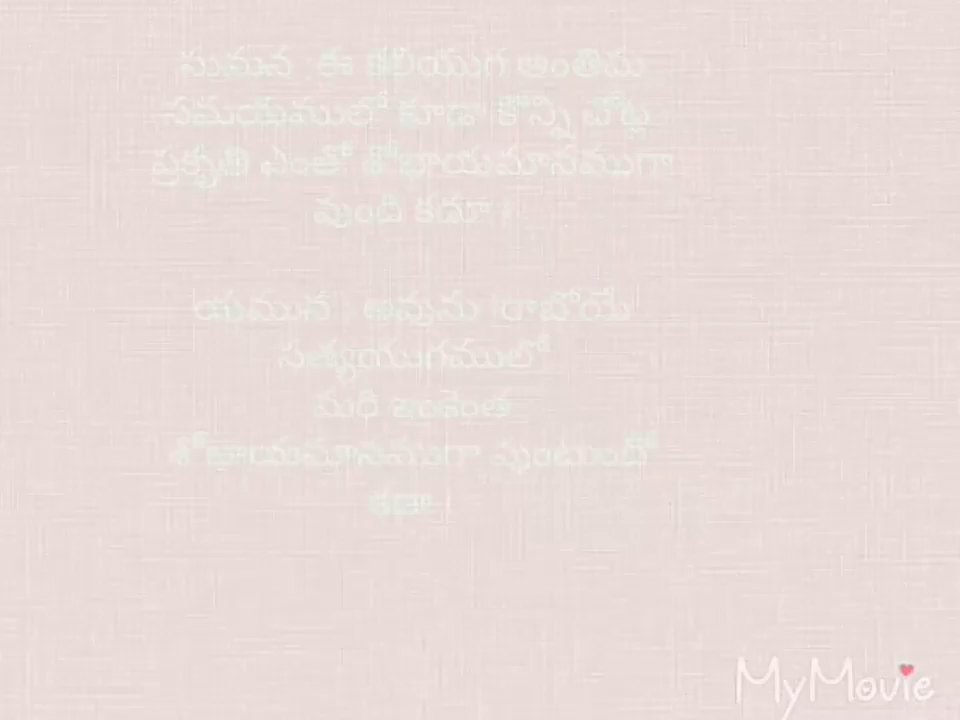 సుమన : ఈ కలియుగ అంతిమ
సమయములో కూడా కొన్ని చోట్ల
ప్రకృతి ఎంతో శోభాయమానముగా
వుంది కదూ !
యమున : అవును రాబోయే
సత్యయుగములో
మరి ఇంకెంత
శోభాయమానముగా వుంటుందో
కదా !
MyMovie